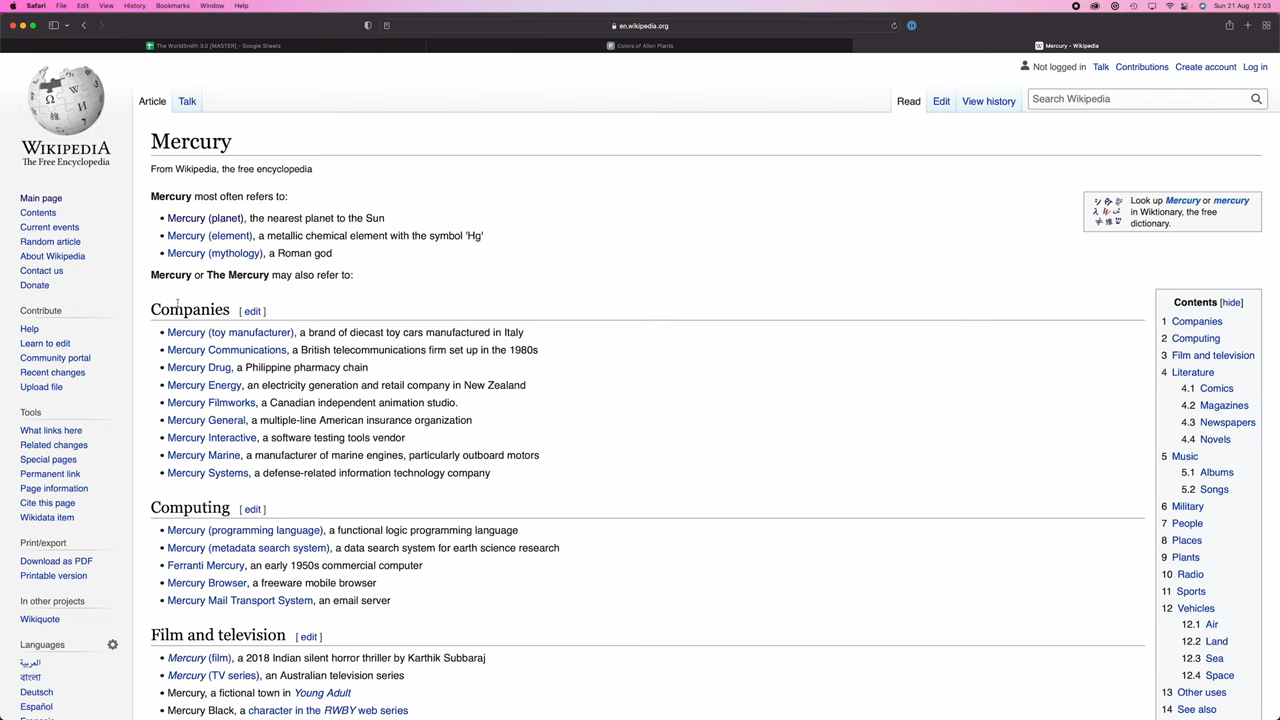 Safari File Edit View History Bookmarks Window Help
Sun 21 Aug 12:03
en.wikipedia.org
The WorldSmith 3.0 [MASTER] - Google Sheets
Colors of Alien Plants
Mercury - Wikipedia
Not logged in Talk Contributions Create account Log in
Article Talk
Read Edit View history
Search Wikipedia
WIKIPEDIA
The Free Encyclopedia
Main page
Contents
Current events
Random article
About Wikipedia
Contact us
Donate
Contribute
Help
Learn to edit
Community portal
Recent changes
Upload file
Tools
What links here
Related changes
Special pages
Permanent link
Page information
Cite this page
Wikidata item
Print/export
Download as PDF
Printable version
In other projects
Wikiquote
Languages
العربية
বাংলা
Deutsch
Español
Mercury
From Wikipedia, the free encyclopedia
Mercury most often refers to:
• Mercury (planet), the nearest planet to the Sun
• Mercury (element), a metallic chemical element with the symbol 'Hg'
• Mercury (mythology), a Roman god
Mercury or The Mercury may also refer to:
Companies [ edit ]
• Mercury (toy manufacturer), a brand of diecast toy cars manufactured in Italy
• Mercury Communications, a British telecommunications firm set up in the 1980s
• Mercury Drug, a Philippine pharmacy chain
• Mercury Energy, an electricity generation and retail company in New Zealand
• Mercury Filmworks, a Canadian independent animation studio.
• Mercury General, a multiple-line American insurance organization
• Mercury Interactive, a software testing tools vendor
• Mercury Marine, a manufacturer of marine engines, particularly outboard motors
• Mercury Systems, a defense-related information technology company
Computing [ edit ]
• Mercury (programming language), a functional logic programming language
• Mercury (metadata search system), a data search system for earth science research
• Ferranti Mercury, an early 1950s commercial computer
• Mercury Browser, a freeware mobile browser
• Mercury Mail Transport System, an email server
Film and television [ edit ]
• Mercury (film), a 2018 Indian silent horror thriller by Karthik Subbaraj
• Mercury (TV series), an Australian television series
• Mercury, a fictional town in Young Adult
• Mercury Black, a character in the RWBY web series
Look up Mercury or mercury
in Wiktionary, the free
dictionary.
Contents [hide]
1 Companies
2 Computing
3 Film and television
4 Literature
4.1 Comics
4.2 Magazines
4.3 Newspapers
4.4 Novels
5 Music
5.1 Albums
5.2 Songs
6 Military
7 People
8 Places
9 Plants
10 Radio
11 Sports
12 Vehicles
12.1 Air
12.2 Land
12.3 Sea
12.4 Space
13 Other uses
14 See also